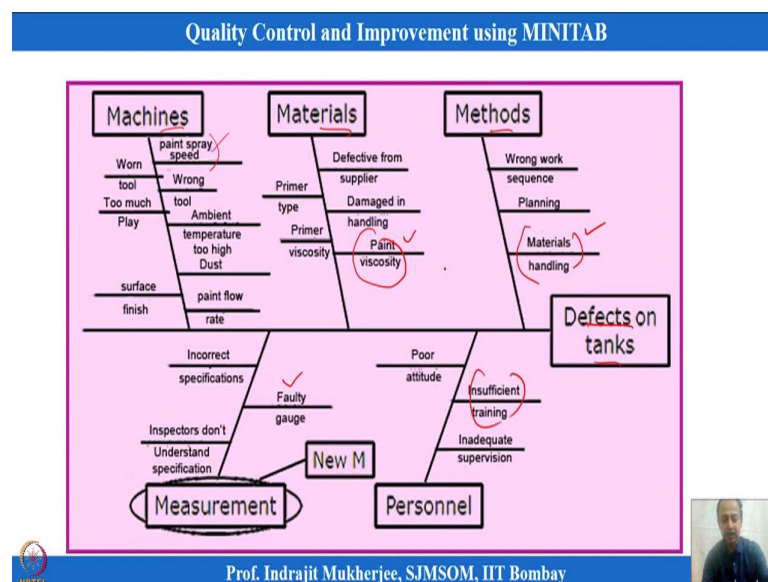 Quality Control and Improvement using MINITAB
Machines
Materials
Methods
paint spray
speed
Worn
tool
Wrong
tool
Too much
Play
Ambient
temperature
too high
Dust
surface
finish
paint flow
rate
Defective from
supplier
Primer
type
Damaged in
handling
Primer
viscosity
Paint
viscosity
Wrong work
sequence
Planning
Materials
handling
Defects on
tanks
Incorrect
specifications
Faulty
gauge
Inspectors don't
Understand
specification
New M
Measurement
Poor
attitude
Insufficient
training
Inadequate
supervision
Personnel
Prof. Indrajit Mukherjee, SJMSOM, IIT Bombay